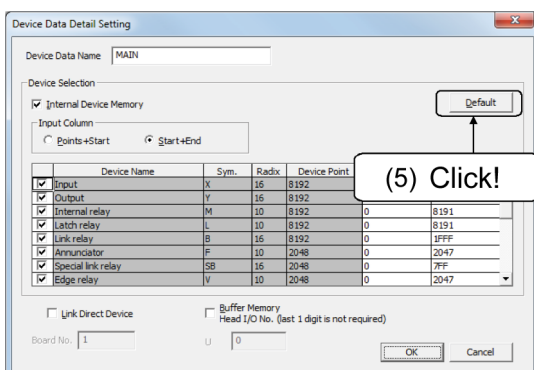 Device Data Detail Setting
Device Data Name MAIN
Device Selection
Internal Device Memory
Default
Input Column
Points+Start Start+End
(5) Click!
Device Name Sym. Radix Device Point
Input X 16 8192
Output Y 16 8192
Internal relay M 10 8192 0 8191
Latch relay L 10 8192 0 8191
Link relay B 16 8192 0 1FFF
Annunciator F 10 2048 0 2047
Special link relay SB 16 2048 0 7FF
Edge relay V 10 2048 0 2047
Link Direct Device
Buffer Memory
Head I/O No. (last 1 digit is not required)
Board No. 1 U 0
OK Cancel